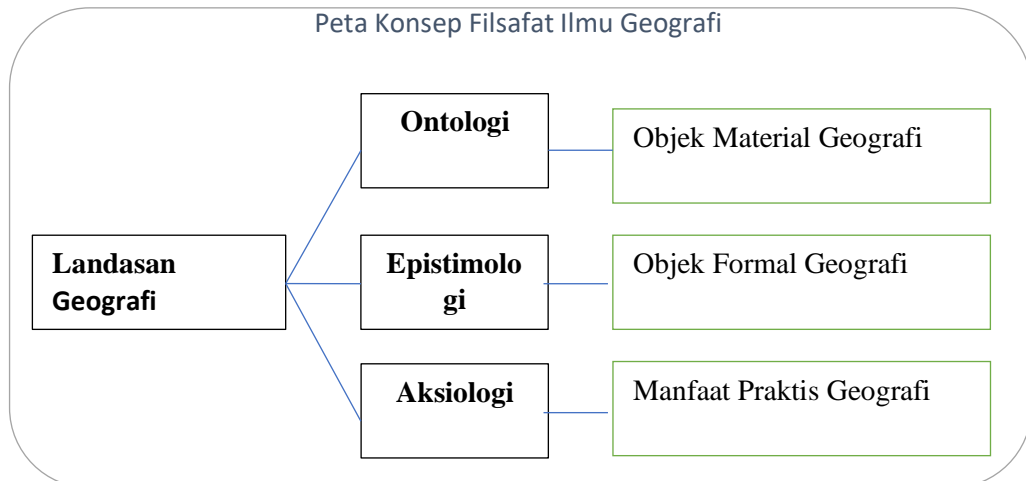 Peta Konsep Filsafat Ilmu Geografi
Ontologi
Objek Material Geografi
Landasan
Geografi
Epistimolo
gi
Objek Formal Geografi
Aksiologi
Manfaat Praktis Geografi